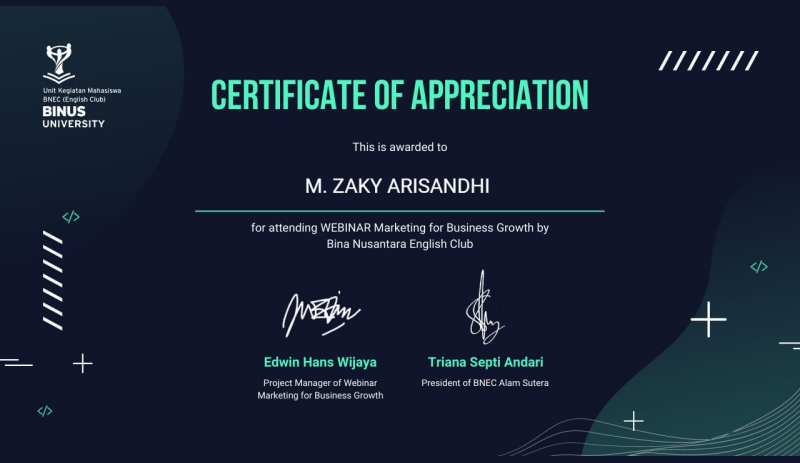 Unit Kegiatan Mahasiswa
BNEC (English Club)
BINUS
UNIVERSITY
CERTIFICATE OF APPRECIATION
This is awarded to
M. ZAKY ARISANDHI
for attending WEBINAR Marketing for Business Growth by
Bina Nusantara English Club
Edwin Hans Wijaya
Project Manager of Webinar
Marketing for Business Growth
Triana Septi Andari
President of BNEC Alam Sutera